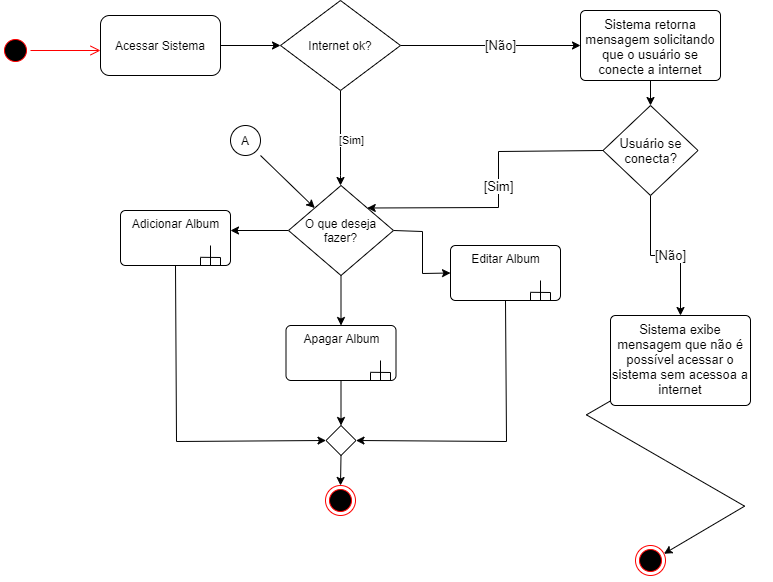 Acessar Sistema
Internet ok?
[Não]
Sistema retorna
mensagem solicitando
que o usuário se
conecte a internet
[Sim]
A
Usuário se
conecta?
[Sim]
Adicionar Album
O que deseja
fazer?
Editar Album
[Não]
Apagar Album
Sistema exibe
mensagem que não é
possível acessar o
sistema sem acessoa a
internet